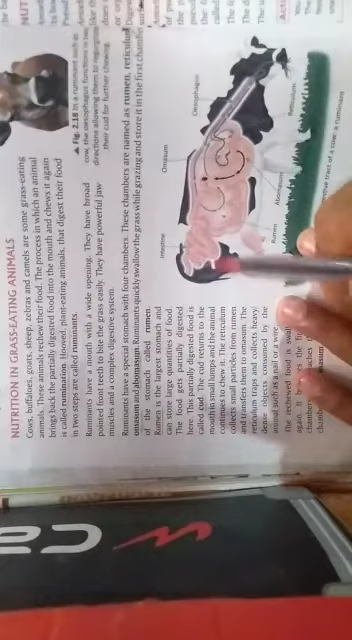 NUTRITION IN GRASS-EATING ANIMALS
Cows, buffaloes, goats, sheep, zebras and camels are some grass-eating
animals. These animals rechew their food. The process in which an animal
brings back the partially digested food into the mouth and chews it again
is called rumination. Hooved, plant-eating animals, that digest their food
in two steps are called ruminants.
Ruminants have a mouth with a wide opening. They have broad
pointed front teeth to bite the grass easily. They have powerful jaw
muscles and a complex digestive system.
Ruminants have a special stomach with four chambers. These chambers are named as rumen, reticulum
omasum and abomasum. Ruminants quickly swallow the grass while grazing and store it in the first chamber
of the stomach called rumen.
Rumen is the largest stomach and
can store large quantities of food.
The food gets partially digested
here. This partially digested food is
called cud. The cud returns to the
mouth in small lumps and the animal
continues to chew it. The reticulum
collects small particles from rumen
and transfers them to omasum. The
reticulum traps and collects heavy/
dense objects consumed by the
animal such as a nail or a wire.
The rechewed food is
again. It
▲ Fig. 2.18 In a ruminant such as
cow, the oesophagus functions in two
directions allowing them to regurgitate
their cud for further chewing.
Oesophagus
Omasum
Intestine
Reticulum
Abomasum
Rumen
tract of a cow: a ruminant
NUT
Ca